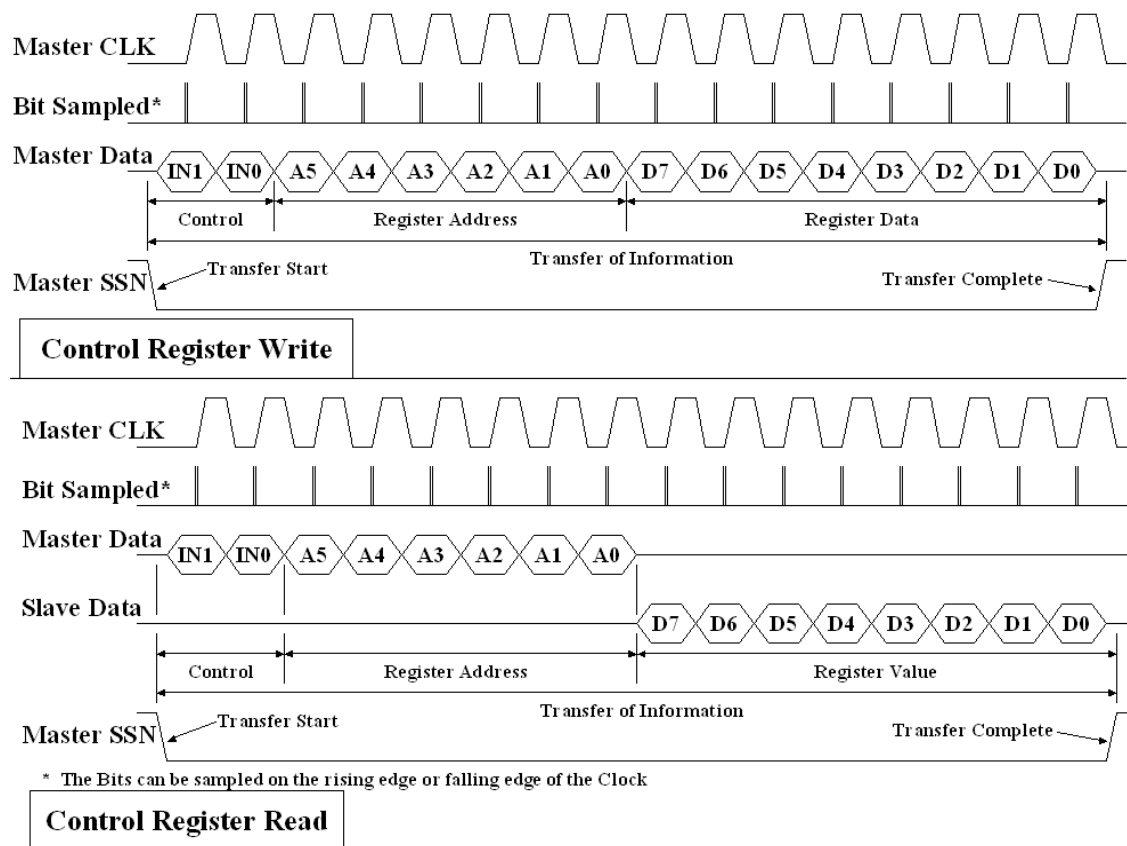 Master CLK
Bit Sampled*
Master Data
IN1 IN0 A5 A4 A3 A2 A1 A0 D7 D6 D5 D4 D3 D2 D1 D0
Control Register Address Register Data
Transfer of Information
Master SSN
Transfer Start Transfer Complete
Control Register Write
Master CLK
Bit Sampled*
Master Data
IN1 IN0 A5 A4 A3 A2 A1 A0
Slave Data
D7 D6 D5 D4 D3 D2 D1 D0
Control Register Address Register Value
Transfer of Information
Transfer Start Transfer Complete
Master SSN
* The Bits can be sampled on the rising edge or falling edge of the Clock
Control Register Read